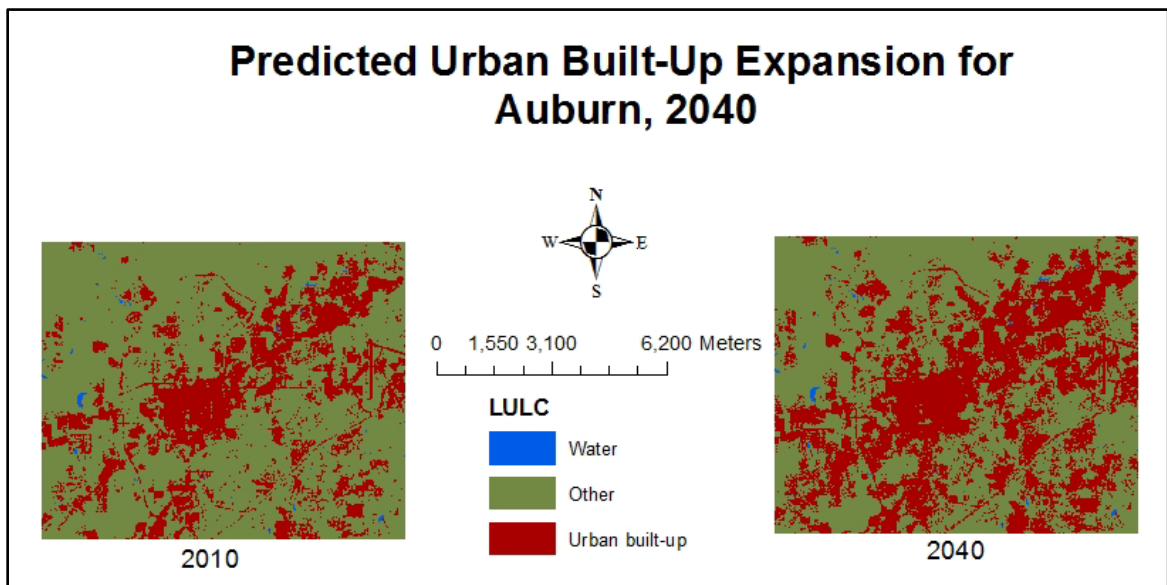 Predicted Urban Built-Up Expansion for
Auburn, 2040
N
W E
S
0 1,550 3,100 6,200 Meters
LULC
Water
Other
Urban built-up
2010
2040